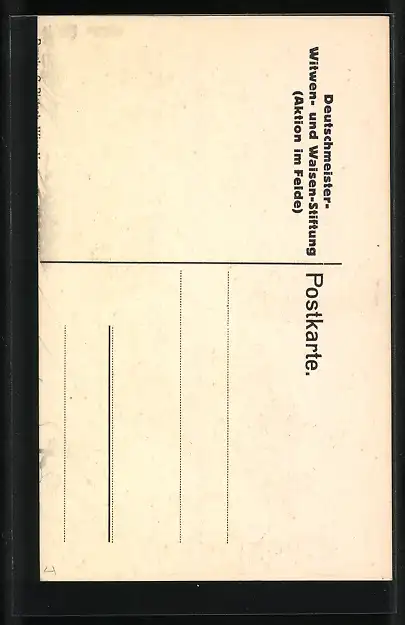 Deutschmeister-
Witwen- und Waisen-Stiftung
(Aktion im Felde)
Postkarte.